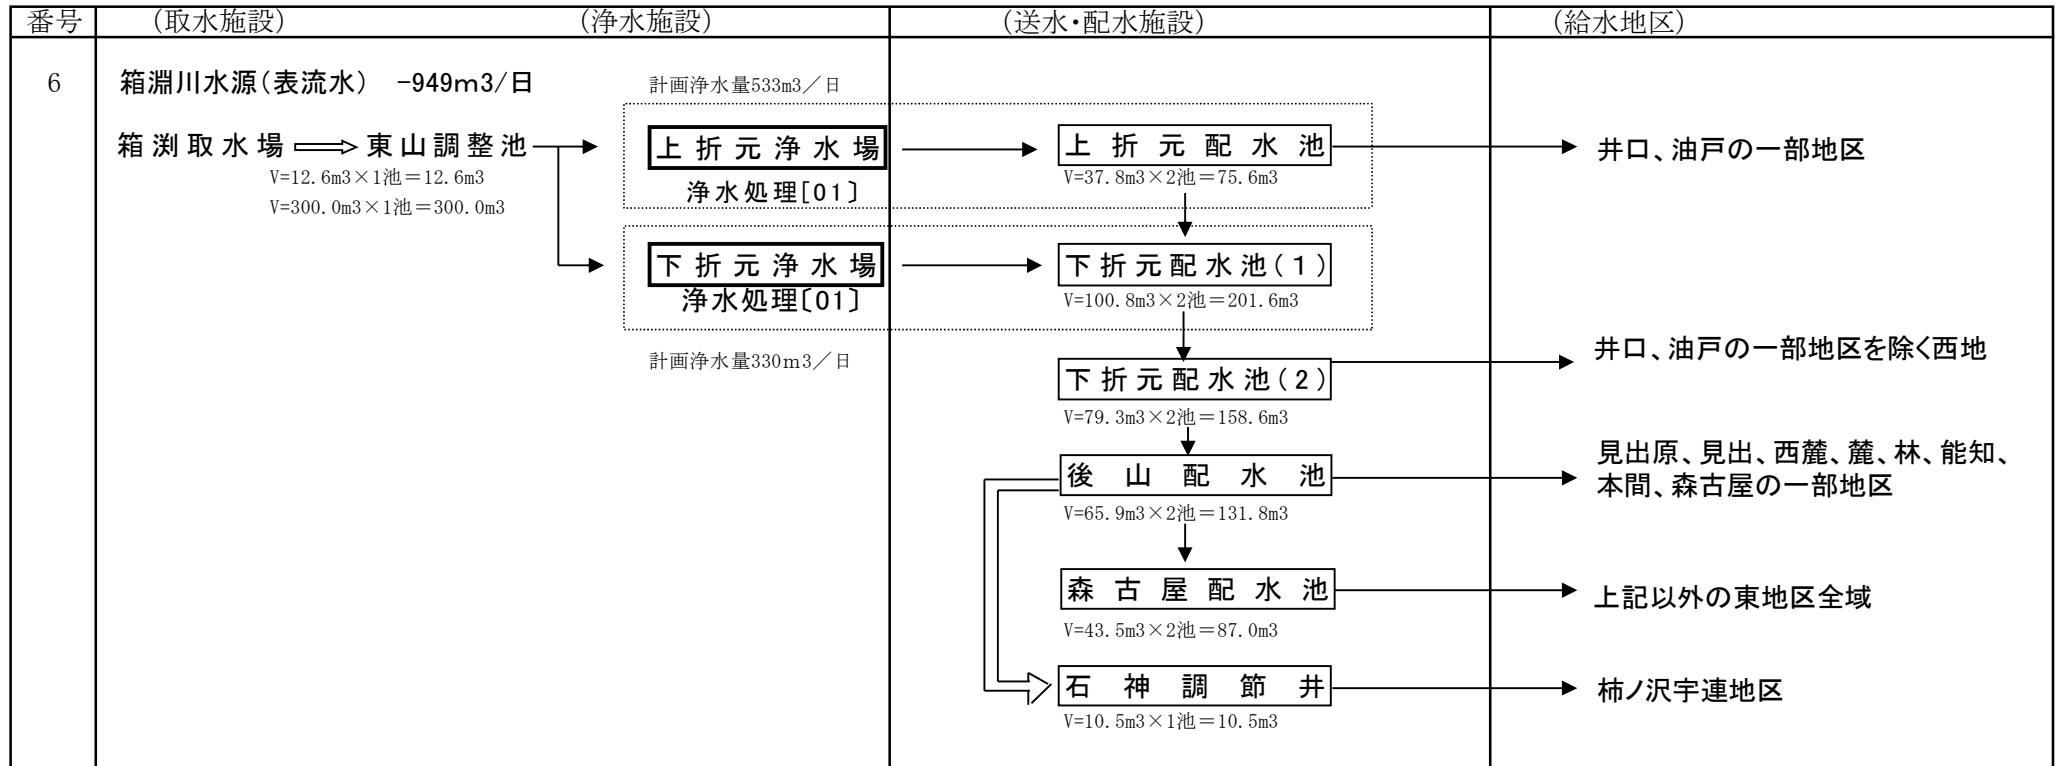 番号 (取水施設) (浄水施設) (送水・配水施設) (給水地区)
6 箱淵川水源(表流水) -949m3/日 計画浄水量533m3/日
箱渕取水場 東山調整池 上折元浄水場 上折元配水池 井口、油戸の一部地区
V=12.6m3×1池=12.6m3 浄水処理[01] V=37.8m3×2池=75.6m3
V=300.0m3×1池=300.0m3
下折元浄水場 下折元配水池(1)
浄水処理[01] V=100.8m3×2池=201.6m3
計画浄水量330m3/日 井口、油戸の一部地区を除く西地
下折元配水池(2)
V=79.3m3×2池=158.6m3
後山配水池 見出原、見出、西麓、麓、林、能知、
本間、森古屋の一部地区
V=65.9m3×2池=131.8m3
森古屋配水池 上記以外の東地区全域
V=43.5m3×2池=87.0m3
石神調節井 柿ノ沢宇連地区
V=10.5m3×1池=10.5m3